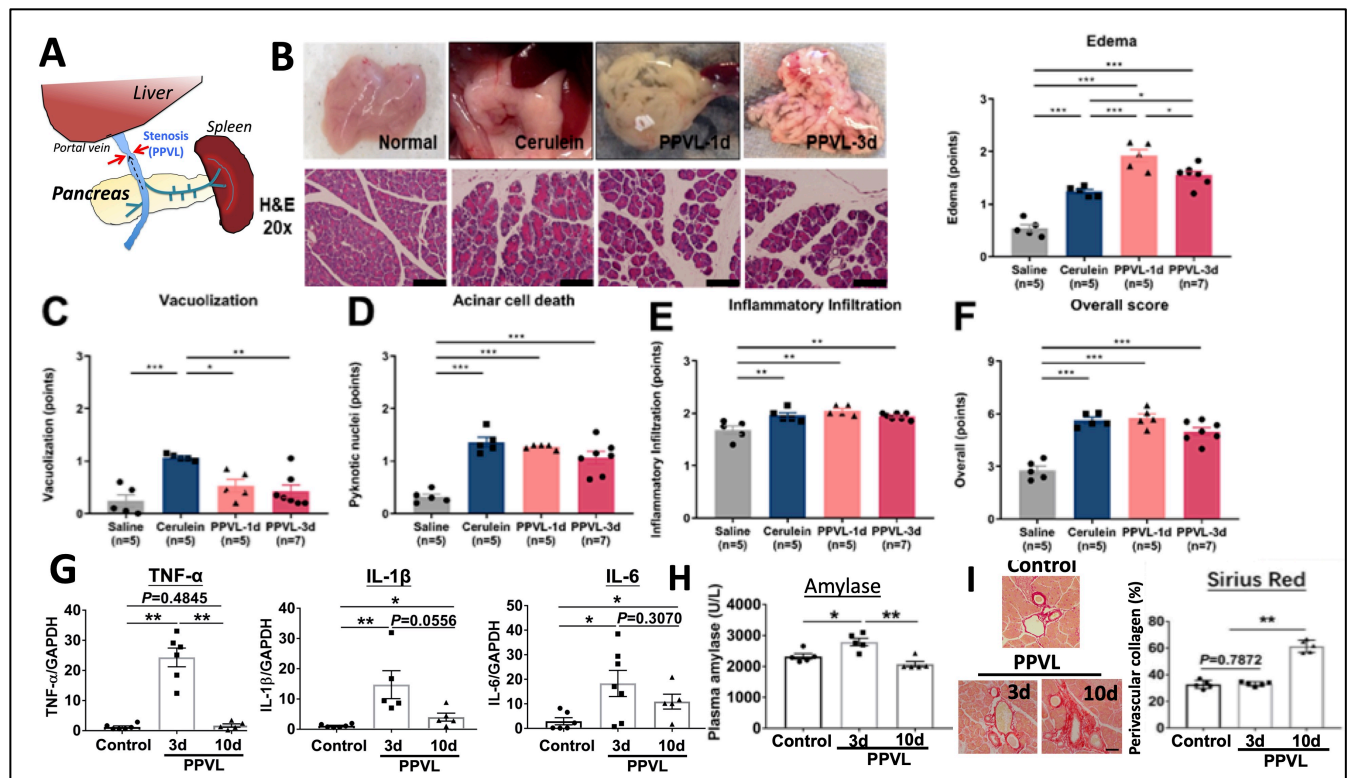 A
Liver
Spleen
Portal vein
Stenosis
(PPVL)
Pancreas
B
Normal
Cerulein
PPVL-1d
PPVL-3d
H&E
20x
Edema
***
***
*
***
***
*
Edema (points)
3
2
1
0
Saline
(n=5)
Cerulein
(n=5)
PPVL-1d
(n=5)
PPVL-3d
(n=7)
C
Vacuolization
**
***
*
Vacuolization (points)
3
2
1
0
Saline
(n=5)
Cerulein
(n=5)
PPVL-1d
(n=5)
PPVL-3d
(n=7)
D
Acinar cell death
***
***
***
Pyknotic nuclei (points)
3
2
1
0
Saline
(n=5)
Cerulein
(n=5)
PPVL-1d
(n=5)
PPVL-3d
(n=7)
E
Inflammatory Infiltration
**
**
**
Inflammatory Infiltration (points)
3
2
1
0
Saline
(n=5)
Cerulein
(n=5)
PPVL-1d
(n=5)
PPVL-3d
(n=7)
F
Overall score
***
***
***
Overall (points)
9
6
3
0
Saline
(n=5)
Cerulein
(n=5)
PPVL-1d
(n=5)
PPVL-3d
(n=7)
G
TNF-α
P=0.4845
** **
TNF-α/GAPDH
40
30
20
10
0
Control 3d 10d
PPVL
IL-1β
*
** P=0.0556
IL-1β/GAPDH
40
30
20
10
0
Control 3d 10d
PPVL
IL-6
*
* P=0.3070
IL-6/GAPDH
50
40
30
20
10
0
Control 3d 10d
PPVL
H
Amylase
* **
Plasma amylase (U/L)
4000
3000
2000
1000
0
Control 3d 10d
PPVL
I
Control
PPVL
3d
10d
Sirius Red
**
P=0.7872
Perivascular collagen (%)
100
80
60
40
20
0
Control 3d 10d
PPVL